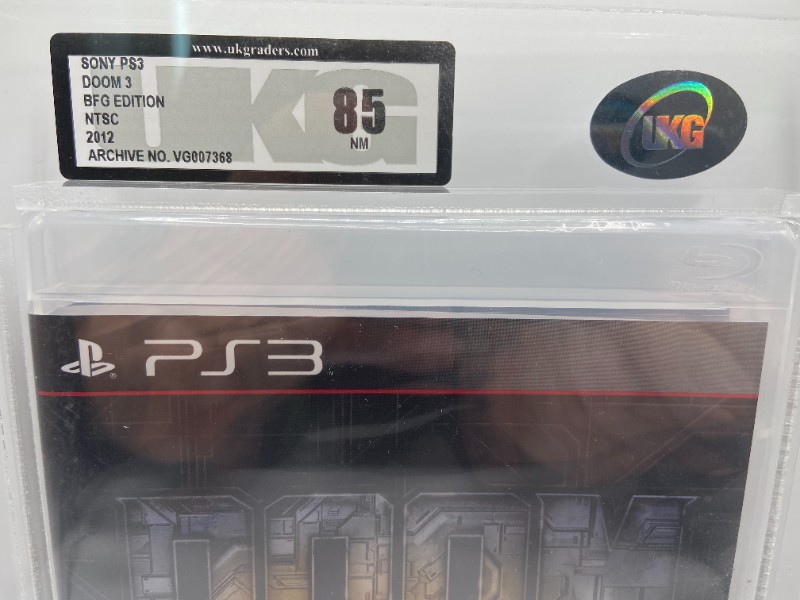 www.ukgraders.com
SONY PS3
DOOM 3
BFG EDITION
NTSC
2012
ARCHIVE NO. VG007368
UKG
85
NM
UKG
PS3
DOOM